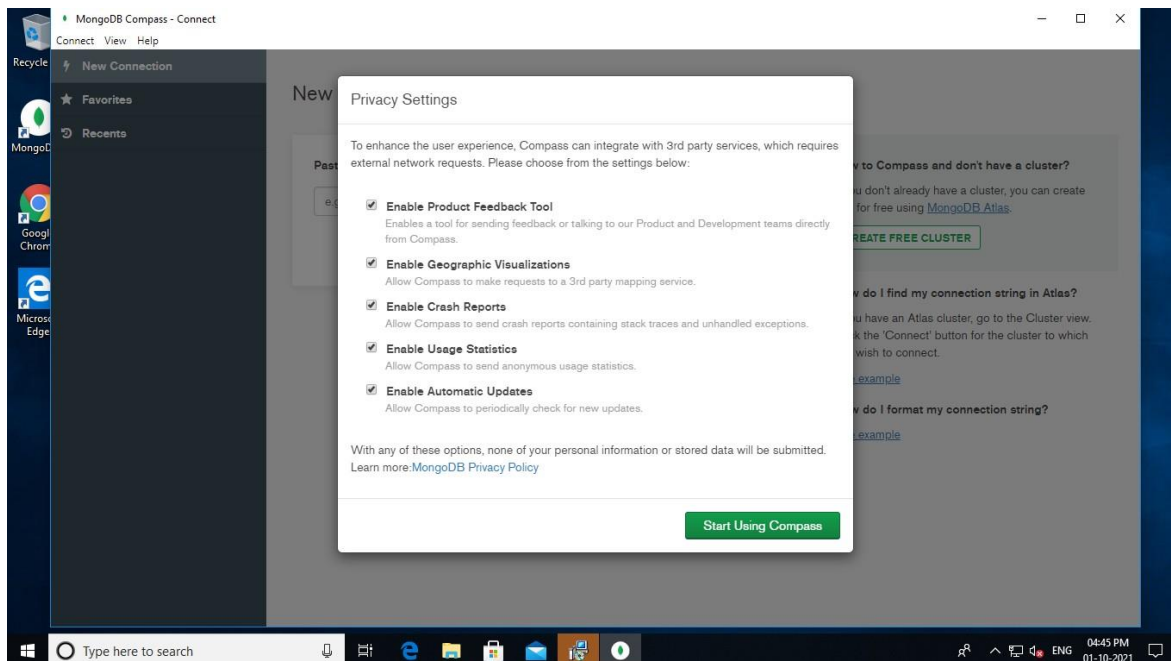 MongoDB Compass - Connect
Connect View Help
Recycle
New Connection
Favorites
Recents
MongoD
Googl
Chrom
Micros
Edge
New
Past
e.g
Privacy Settings
To enhance the user experience, Compass can integrate with 3rd party services, which requires
external network requests. Please choose from the settings below:
Enable Product Feedback Tool
Enables a tool for sending feedback or talking to our Product and Development teams directly
from Compass.
Enable Geographic Visualizations
Allow Compass to make requests to a 3rd party mapping service.
Enable Crash Reports
Allow Compass to send crash reports containing stack traces and unhandled exceptions.
Enable Usage Statistics
Allow Compass to send anonymous usage statistics.
Enable Automatic Updates
Allow Compass to periodically check for new updates.
With any of these options, none of your personal information or stored data will be submitted.
Learn more:MongoDB Privacy Policy
Start Using Compass
w to Compass and don't have a cluster?
u don't already have a cluster, you can create
for free using MongoDB Atlas.
REATE FREE CLUSTER
w do I find my connection string in Atlas?
u have an Atlas cluster, go to the Cluster view.
k the 'Connect' button for the cluster to which
wish to connect.
example
w do I format my connection string?
example
Type here to search
ENG
04:45 PM
01-10-2021